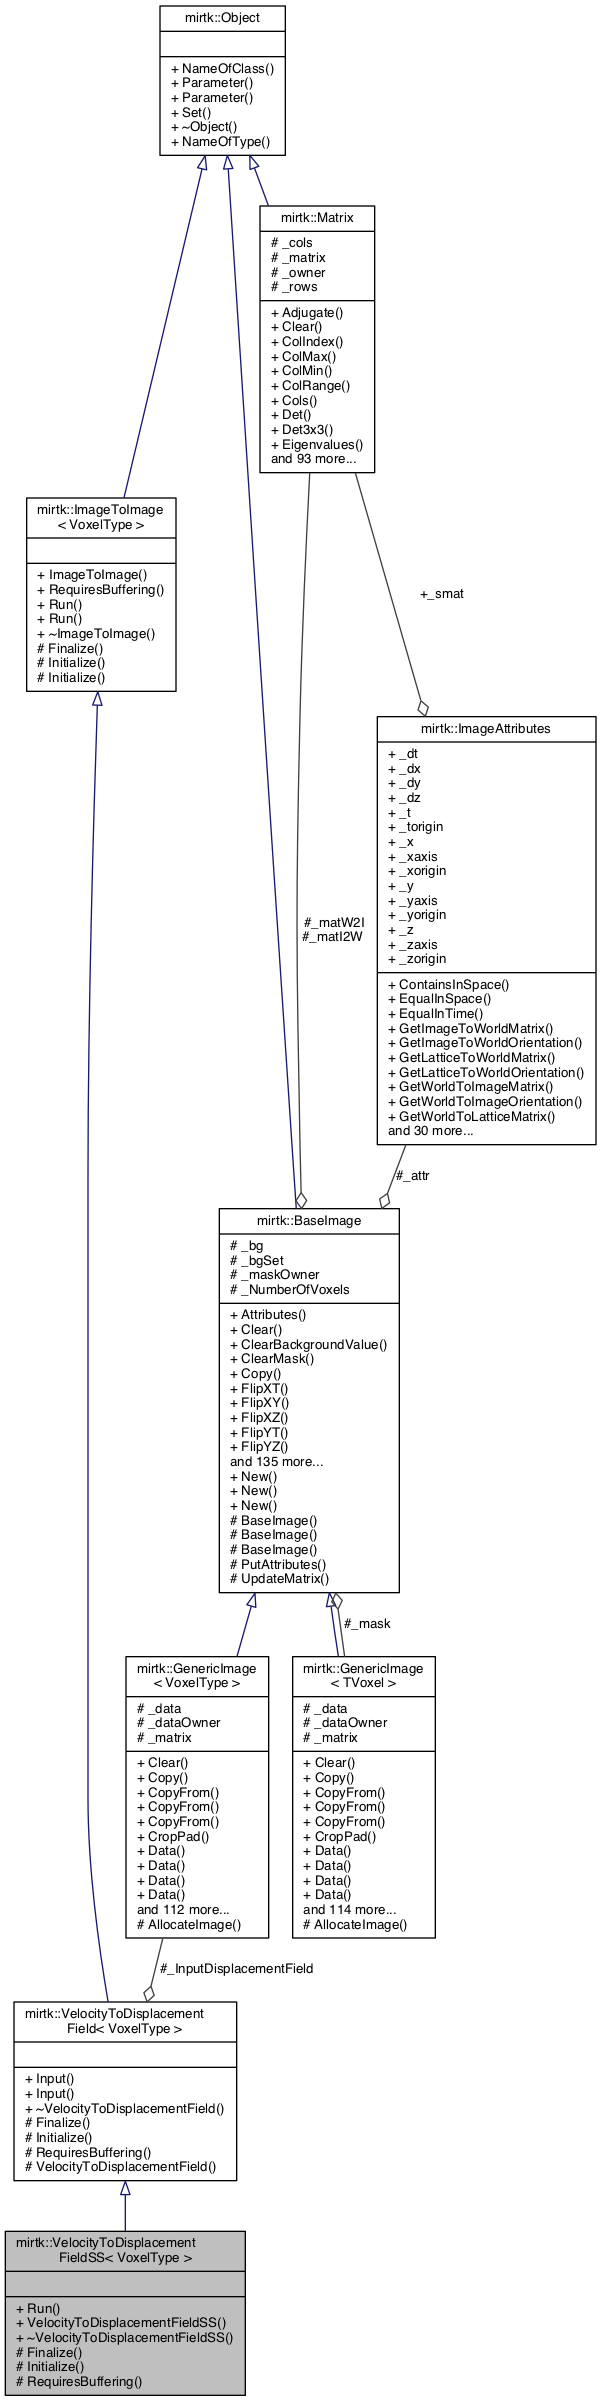 mirtk::Object
+ NameOfClass()
+ Parameter()
+ Parameter()
+ Set()
+ ~Object()
+ NameOfType()
mirtk::Matrix
# _cols
# _matrix
# _owner
# _rows
+ Adjugate()
+ Clear()
+ ColIndex()
+ ColMax()
+ ColMin()
+ ColRange()
+ Cols()
+ Det()
+ Det3x3()
+ Eigenvalues()
and 93 more...
mirtk::ImageToImage
< VoxelType >
+ ImageToImage()
+ RequiresBuffering()
+ Run()
+ Run()
+ ~ImageToImage()
# Finalize()
# Initialize()
# Initialize()
+_smat
mirtk::ImageAttributes
+ _dt
+ _dx
+ _dy
+ _dz
+ _t
+ _torigin
+ _x
+ _xaxis
+ _xorigin
+ _y
+ _yaxis
+ _yorigin
+ _z
+ _zaxis
+ _zorigin
+ ContainsInSpace()
+ EqualInSpace()
+ EqualInTime()
+ GetImageToWorldMatrix()
+ GetImageToWorldOrientation()
+ GetLatticeToWorldMatrix()
+ GetLatticeToWorldOrientation()
+ GetWorldToImageMatrix()
+ GetWorldToImageOrientation()
+ GetWorldToLatticeMatrix()
and 30 more...
#_matW2I
#_matI2W
#_attr
mirtk::BaseImage
# _bg
# _bgSet
# _maskOwner
# _NumberOfVoxels
+ Attributes()
+ Clear()
+ ClearBackgroundValue()
+ ClearMask()
+ Copy()
+ FlipXT()
+ FlipXY()
+ FlipXZ()
+ FlipYT()
+ FlipYZ()
and 135 more...
+ New()
+ New()
+ New()
# BaseImage()
# BaseImage()
# BaseImage()
# PutAttributes()
# UpdateMatrix()
#_mask
mirtk::GenericImage
< VoxelType >
# _data
# _dataOwner
# _matrix
+ Clear()
+ Copy()
+ CopyFrom()
+ CopyFrom()
+ CopyFrom()
+ CropPad()
+ Data()
+ Data()
+ Data()
+ Data()
and 112 more...
# AllocateImage()
mirtk::GenericImage
< TVoxel >
# _data
# _dataOwner
# _matrix
+ Clear()
+ Copy()
+ CopyFrom()
+ CopyFrom()
+ CopyFrom()
+ CropPad()
+ Data()
+ Data()
+ Data()
+ Data()
and 114 more...
# AllocateImage()
#_InputDisplacementField
mirtk::VelocityToDisplacement
Field< VoxelType >
+ Input()
+ Input()
+ ~VelocityToDisplacementField()
# Finalize()
# Initialize()
# RequiresBuffering()
# VelocityToDisplacementField()
mirtk::VelocityToDisplacement
FieldSS< VoxelType >
+ Run()
+ VelocityToDisplacementFieldSS()
+ ~VelocityToDisplacementFieldSS()
# Finalize()
# Initialize()
# RequiresBuffering()